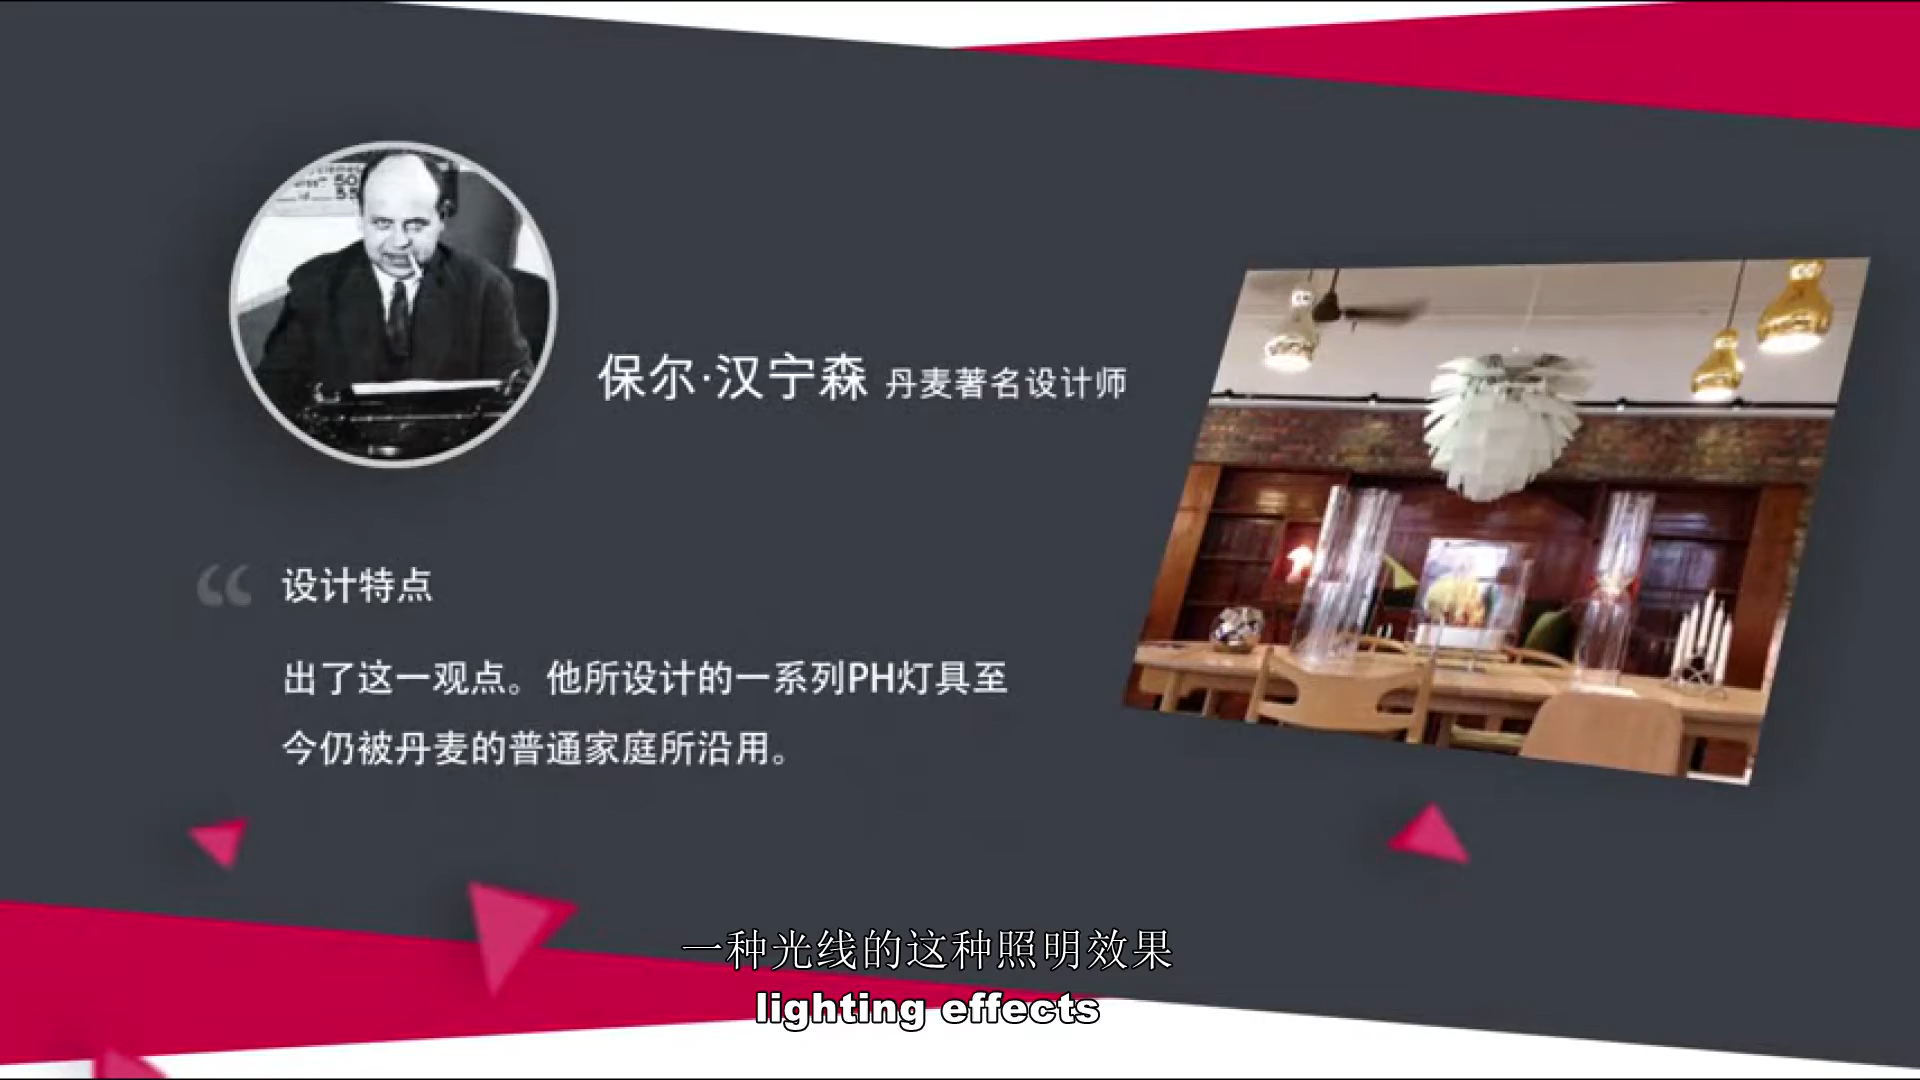 保尔·汉宁森 丹麦著名设计师
设计特点
出了这一观点。他所设计的一系列PH灯具至
今仍被丹麦的普通家庭所沿用。
一种光线的这种照明效果
lighting effects